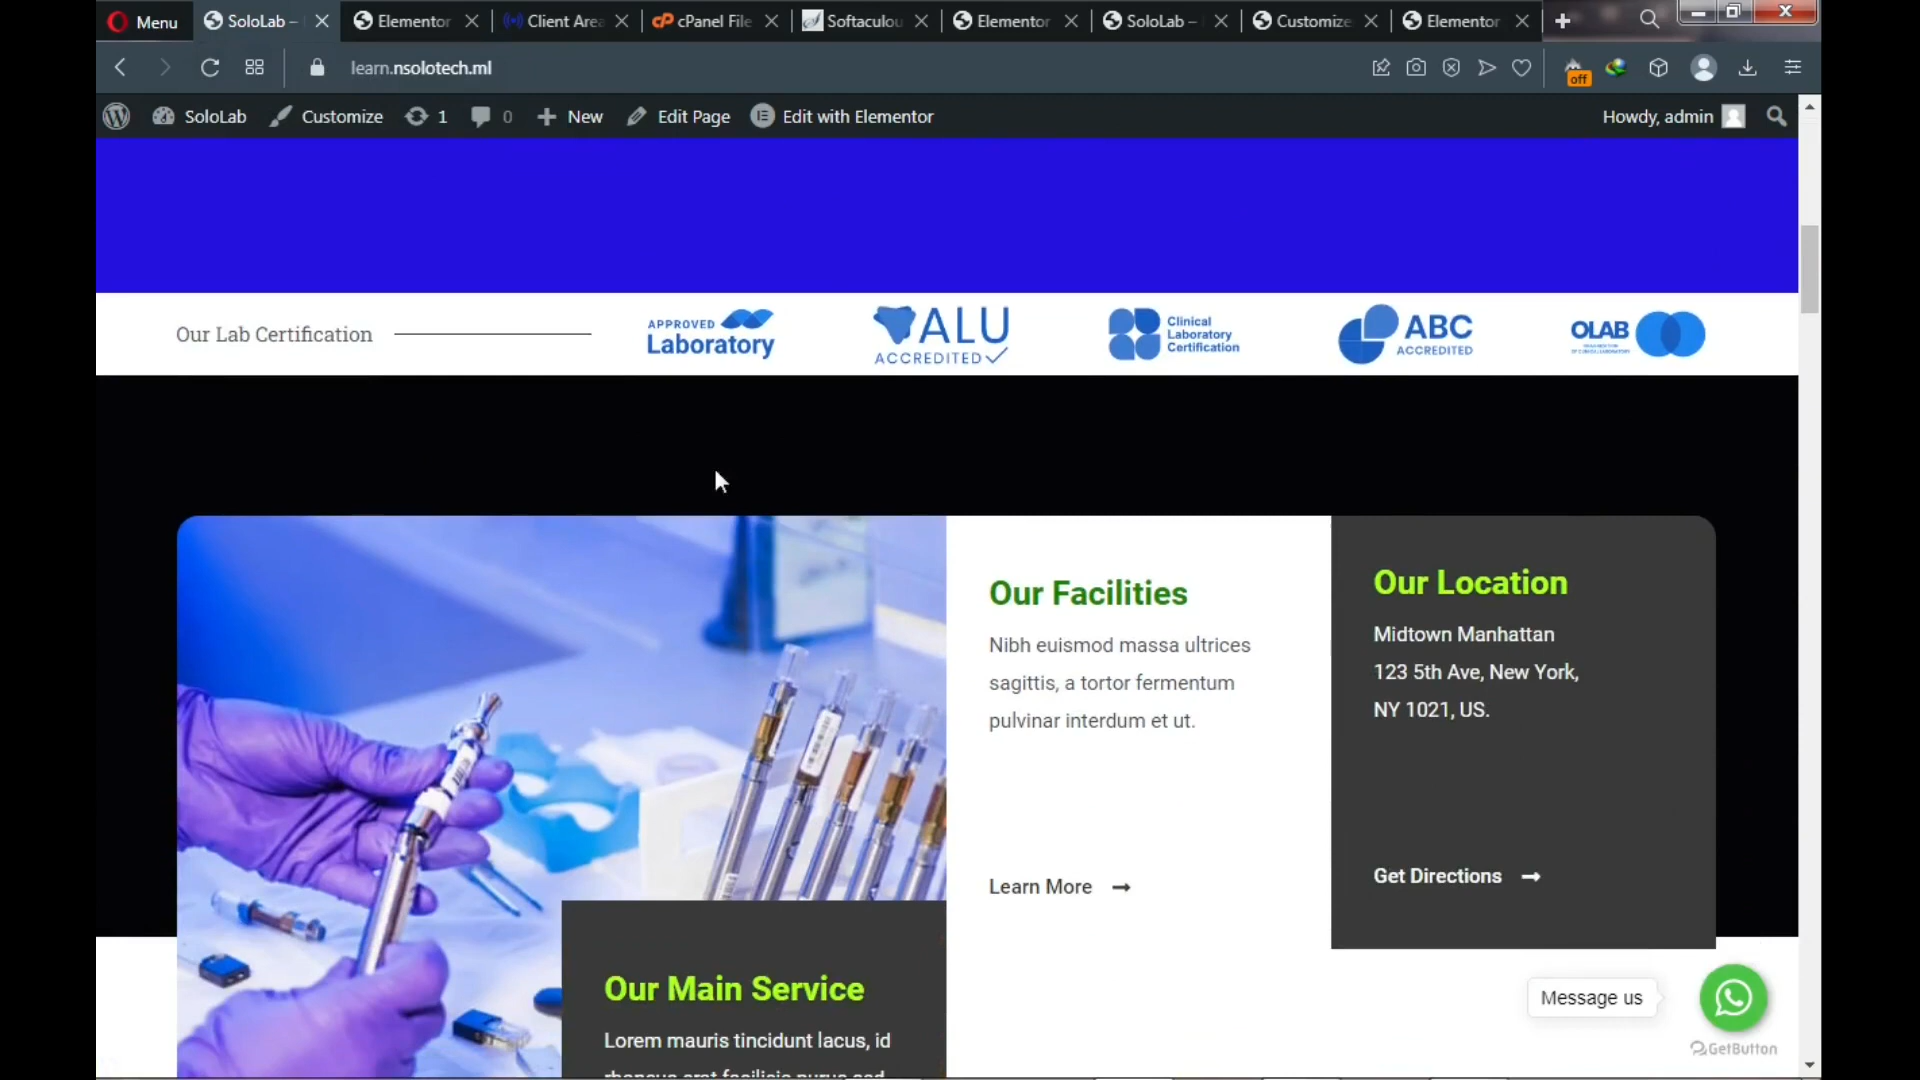 Menu
SoloLab –
Elementor
Client Area
cPanel File
Softaculou
Elementor
SoloLab –
Customize
Elementor
learn.nsolotech.ml
off
SoloLab
Customize
1
0
New
Edit Page
Edit with Elementor
Howdy, admin
Our Lab Certification
APPROVED
Laboratory
ALU
ACCREDITED
Clinical
Laboratory
Certification
ABC
ACCREDITED
OLAB
Our Facilities
Nibh euismod massa ultrices
sagittis, a tortor fermentum
pulvinar interdum et ut.
Learn More
Our Location
Midtown Manhattan
123 5th Ave, New York,
NY 1021, US.
Get Directions
Our Main Service
Lorem mauris tincidunt lacus, id
Message us
GetButton